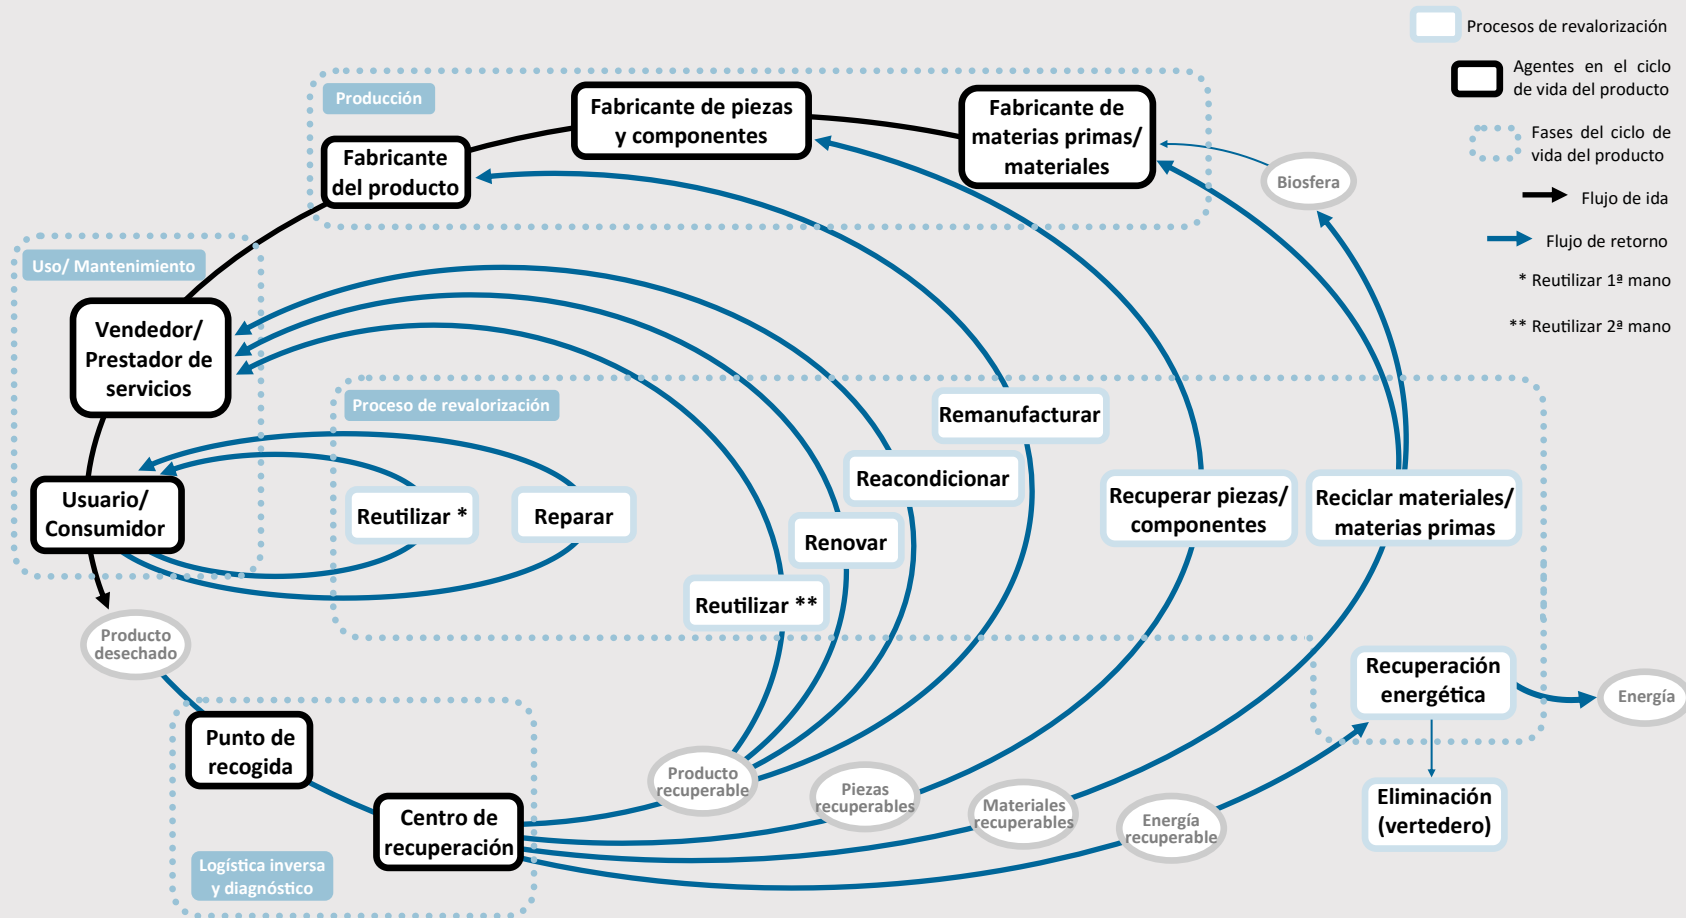 Procesos de revalorización
Agentes en el ciclo
de vida del producto
Fases del ciclo de
vida del producto
Flujo de ida
Flujo de retorno
* Reutilizar 1ª mano
** Reutilizar 2ª mano
Producción
Fabricante de piezas
y componentes
Fabricante de
materias primas/
materiales
Fabricante
del producto
Biosfera
Uso/ Mantenimiento
Vendedor/
Prestador de
servicios
Proceso de revalorización
Remanufacturar
Reacondicionar
Recuperar piezas/
componentes
Reciclar materiales/
materias primas
Usuario/
Consumidor
Reutilizar *
Reparar
Renovar
Reutilizar **
Producto
desechado
Recuperación
energética
Energía
Punto de
recogida
Producto
recuperable
Piezas
recuperables
Materiales
recuperables
Energía
recuperable
Eliminación
(vertedero)
Centro de
recuperación
Logística inversa
y diagnóstico